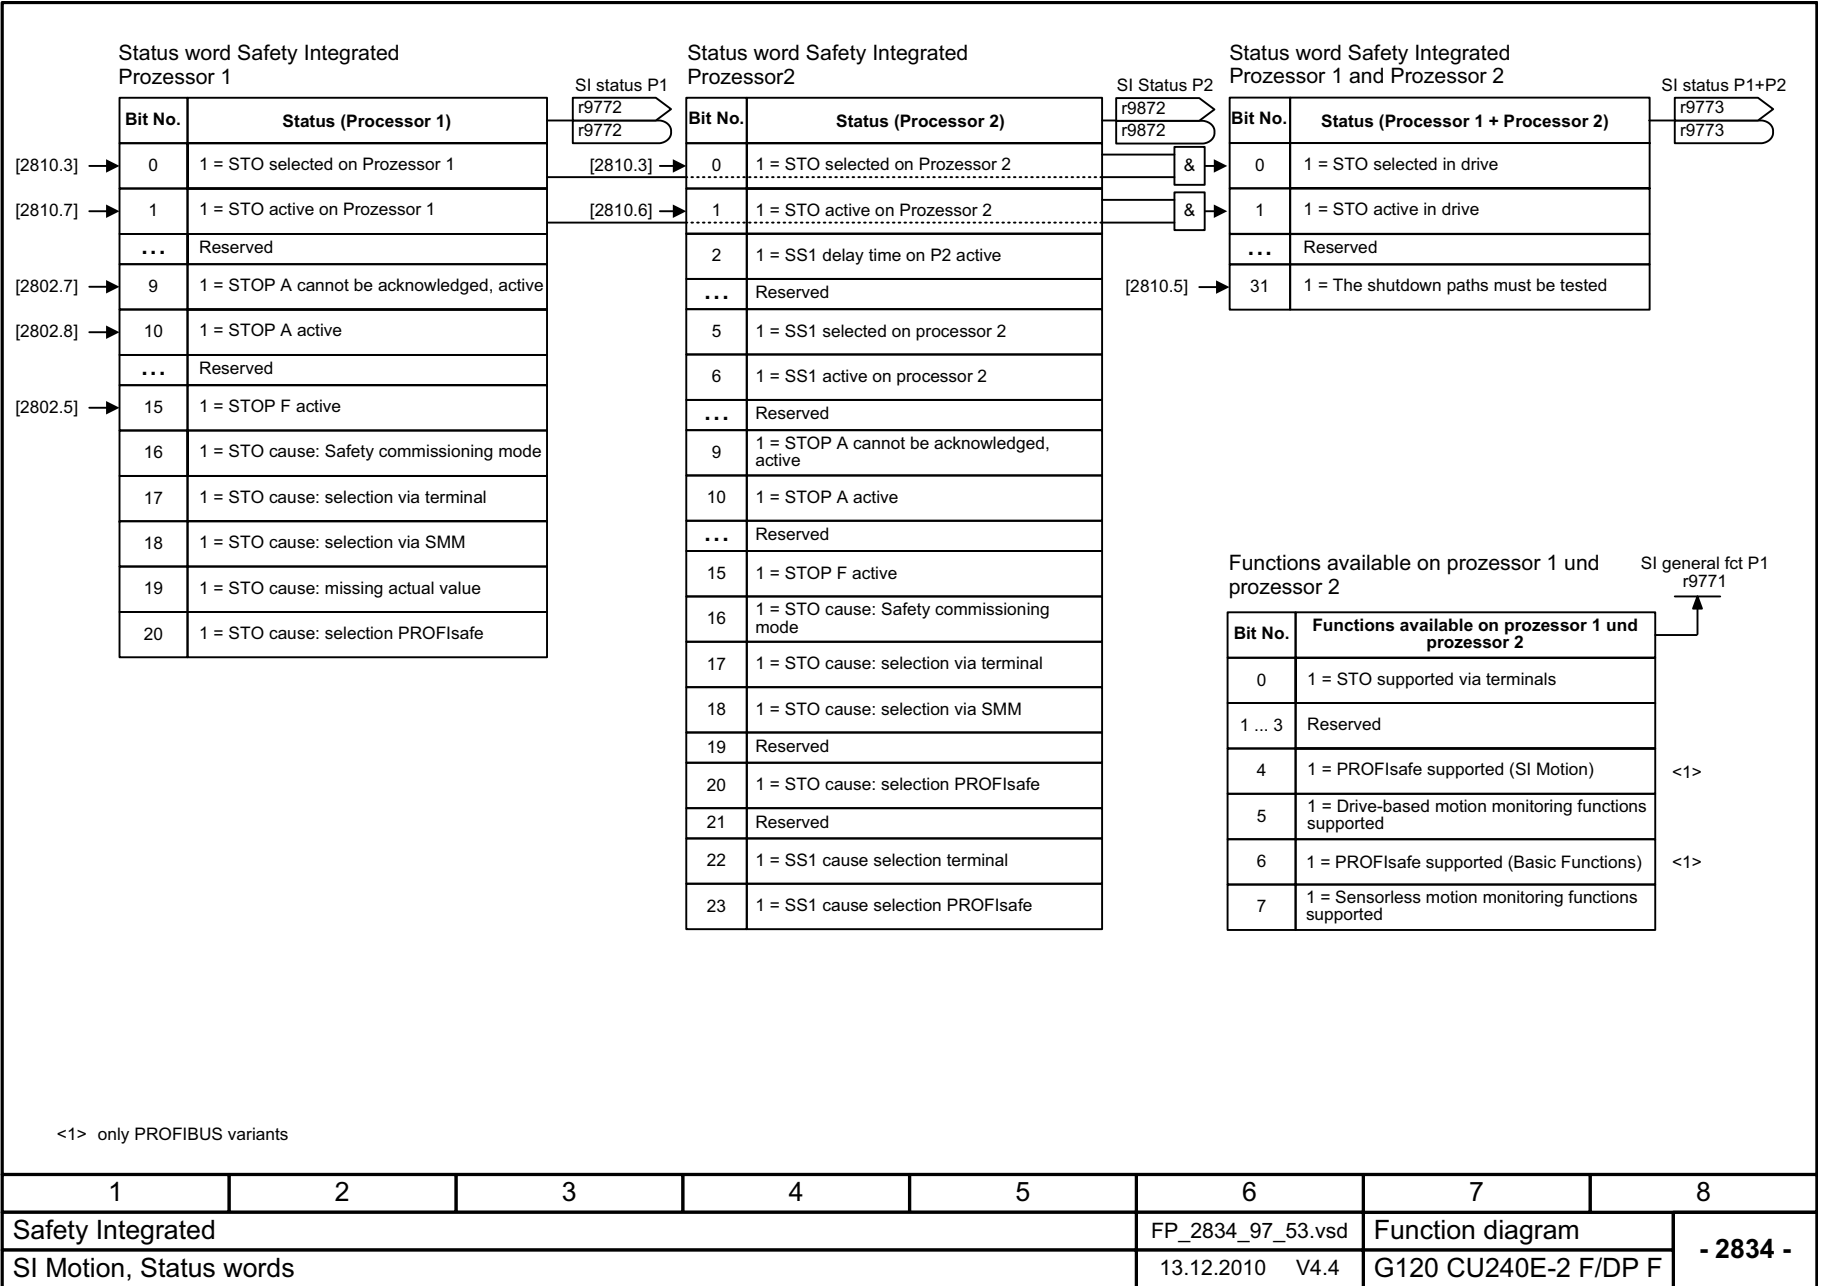 Status word Safety Integrated
Prozessor 1
SI status P1
r9772
r9772
Bit No. Status (Processor 1)
[2810.3] 0 1 = STO selected on Prozessor 1
[2810.7] 1 1 = STO active on Prozessor 1
... Reserved
[2802.7] 9 1 = STOP A cannot be acknowledged, active
[2802.8] 10 1 = STOP A active
... Reserved
[2802.5] 15 1 = STOP F active
16 1 = STO cause: Safety commissioning mode
17 1 = STO cause: selection via terminal
18 1 = STO cause: selection via SMM
19 1 = STO cause: missing actual value
20 1 = STO cause: selection PROFIsafe
Status word Safety Integrated
Prozessor2
SI Status P2
r9872
r9872
Bit No. Status (Processor 2)
[2810.3] 0 1 = STO selected on Prozessor 2
&
[2810.6] 1 1 = STO active on Prozessor 2
&
2 1 = SS1 delay time on P2 active
... Reserved
5 1 = SS1 selected on processor 2
6 1 = SS1 active on processor 2
... Reserved
9 1 = STOP A cannot be acknowledged,
active
10 1 = STOP A active
... Reserved
15 1 = STOP F active
16 1 = STO cause: Safety commissioning
mode
17 1 = STO cause: selection via terminal
18 1 = STO cause: selection via SMM
19 Reserved
20 1 = STO cause: selection PROFIsafe
21 Reserved
22 1 = SS1 cause selection terminal
23 1 = SS1 cause selection PROFIsafe
Status word Safety Integrated
Prozessor 1 and Prozessor 2
SI status P1+P2
r9773
r9773
Bit No. Status (Processor 1 + Processor 2)
0 1 = STO selected in drive
1 1 = STO active in drive
... Reserved
[2810.5] 31 1 = The shutdown paths must be tested
Functions available on prozessor 1 und
prozessor 2
SI general fct P1
r9771
Bit No. Functions available on prozessor 1 und
prozessor 2
0 1 = STO supported via terminals
1 ... 3 Reserved
4 1 = PROFIsafe supported (SI Motion) <1>
5 1 = Drive-based motion monitoring functions
supported
6 1 = PROFIsafe supported (Basic Functions) <1>
7 1 = Sensorless motion monitoring functions
supported
<1> only PROFIBUS variants
1 2 3 4 5 6 7 8
Safety Integrated FP_2834_97_53.vsd Function diagram
- 2834 -
SI Motion, Status words 13.12.2010 V4.4 G120 CU240E-2 F/DP F